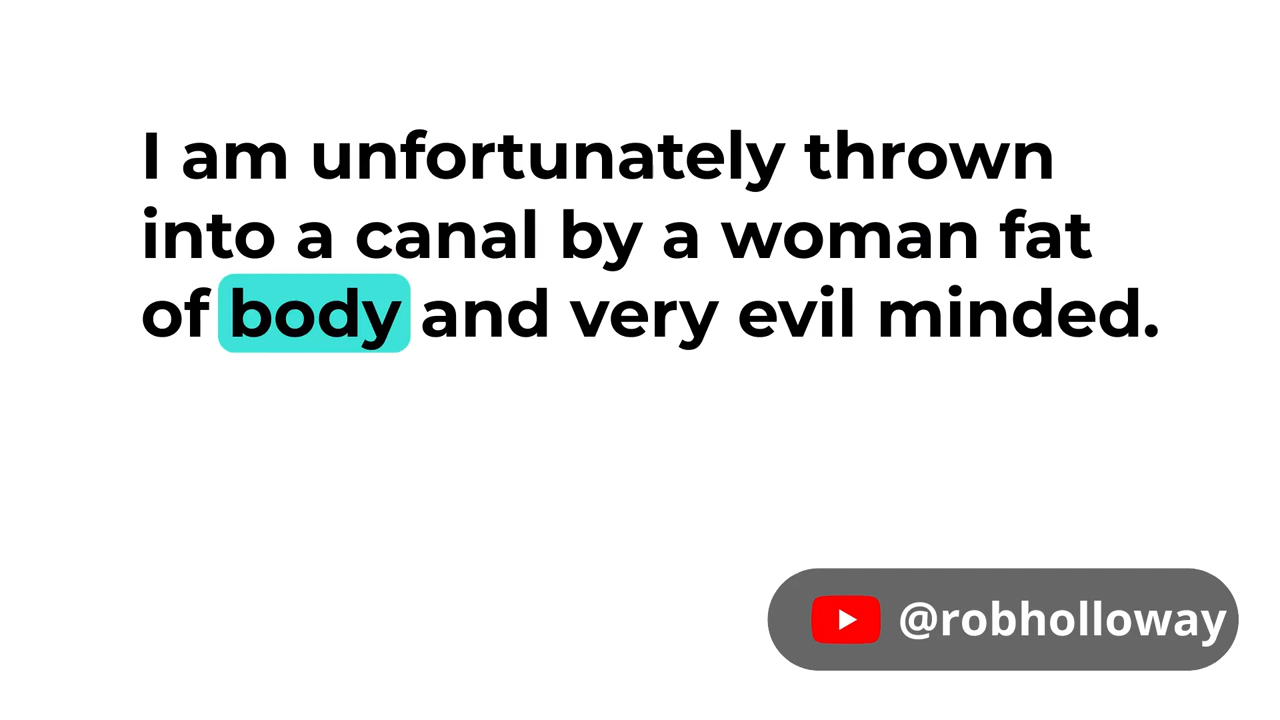 I am unfortunately thrown
into a canal by a woman fat
of body and very evil minded.
@robholloway